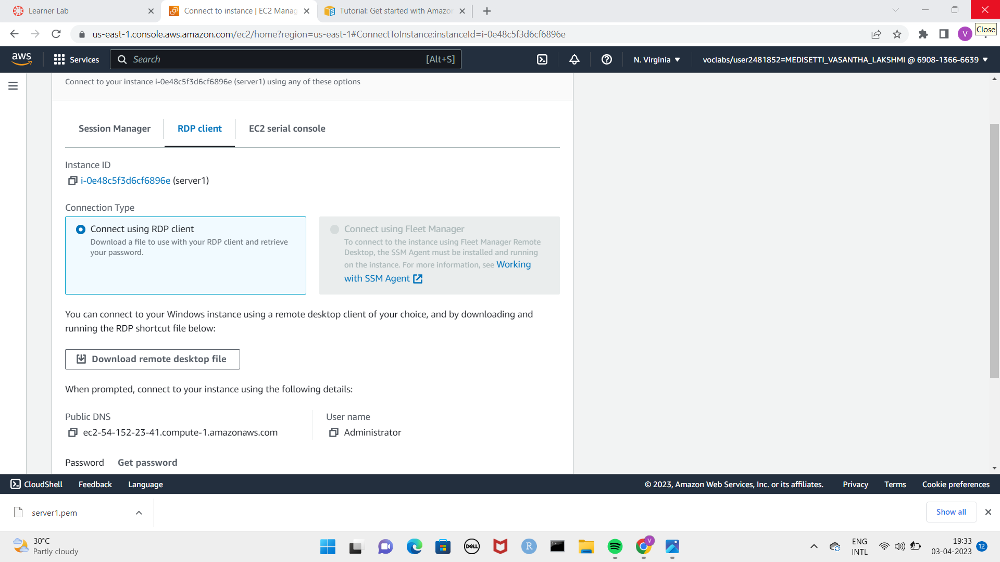 Learner Lab
Connect to instance | EC2 Manag
Tutorial: Get started with Amazon
us-east-1.console.aws.amazon.com/ec2/home?region=us-east-1#ConnectToInstance:instanceId=i-0e48c5f3d6cf6896e
V
Close
aws
Services
Search
[Alt+S]
N. Virginia
voclabs/user2481852=MEDISETTI_VASANTHA_LAKSHMI @ 6908-1366-6639
Connect to your instance i-0e48c5f3d6cf6896e (server1) using any of these options
Session Manager
RDP client
EC2 serial console
Instance ID
i-0e48c5f3d6cf6896e (server1)
Connection Type
Connect using RDP client
Download a file to use with your RDP client and retrieve
your password.
Connect using Fleet Manager
To connect to the instance using Fleet Manager Remote
Desktop, the SSM Agent must be installed and running
on the instance. For more information, see Working
with SSM Agent
You can connect to your Windows instance using a remote desktop client of your choice, and by downloading and
running the RDP shortcut file below:
Download remote desktop file
When prompted, connect to your instance using the following details:
Public DNS
ec2-54-152-23-41.compute-1.amazonaws.com
User name
Administrator
Password
Get password
CloudShell
Feedback
Language
© 2023, Amazon Web Services, Inc. or its affiliates.
Privacy
Terms
Cookie preferences
server1.pem
Show all
30°C
Partly cloudy
DELL
R
V
ENG
INTL
19:33
03-04-2023
12